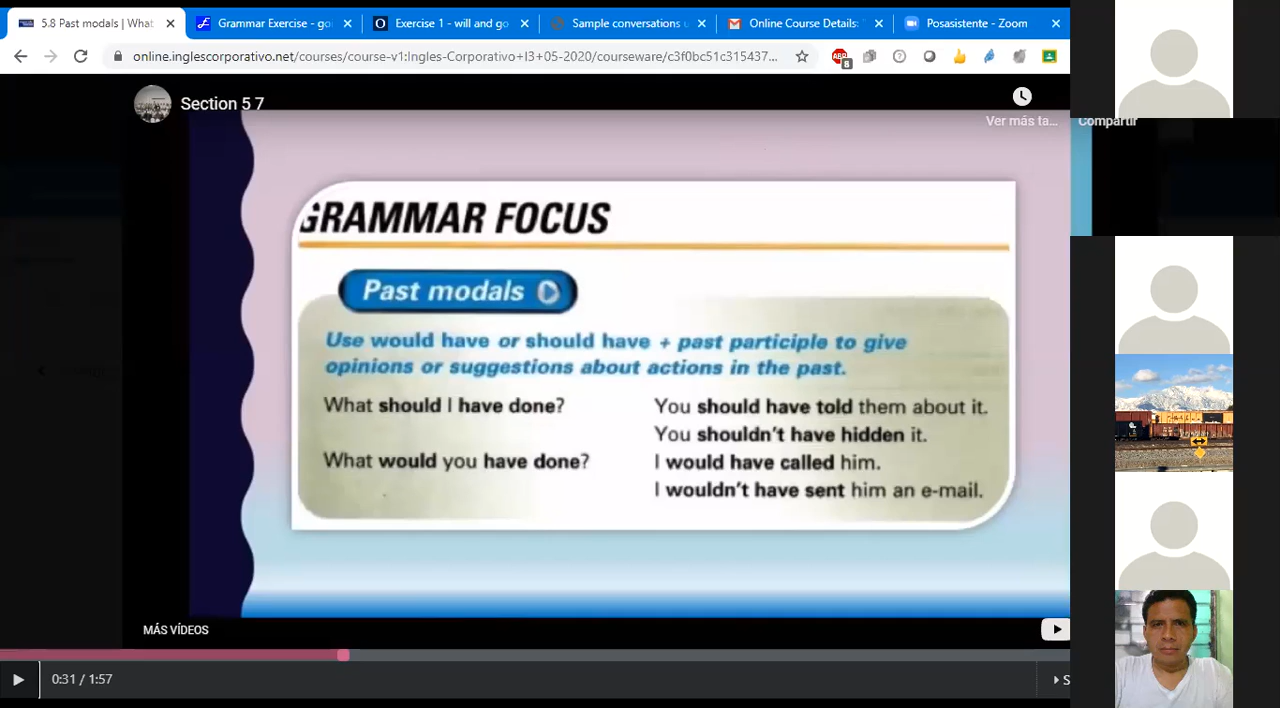 5.8 Past modals | What
Grammar Exercise - go
Exercise 1 - will and go
Sample conversations u
Online Course Details:
Posasistente - Zoom
online.inglescorporativo.net/courses/course-v1:Ingles-Corporativo+I3+05-2020/courseware/c3f0bc51c315437...
ABP
8
Section 5 7
Ver más ta...
Compartir
GRAMMAR FOCUS
Past modals
Use would have or should have + past participle to give
opinions or suggestions about actions in the past.
What should I have done?
You should have told them about it.
You shouldn't have hidden it.
What would you have done?
I would have called him.
I wouldn't have sent him an e-mail.
MÁS VÍDEOS
0:31 / 1:57
S